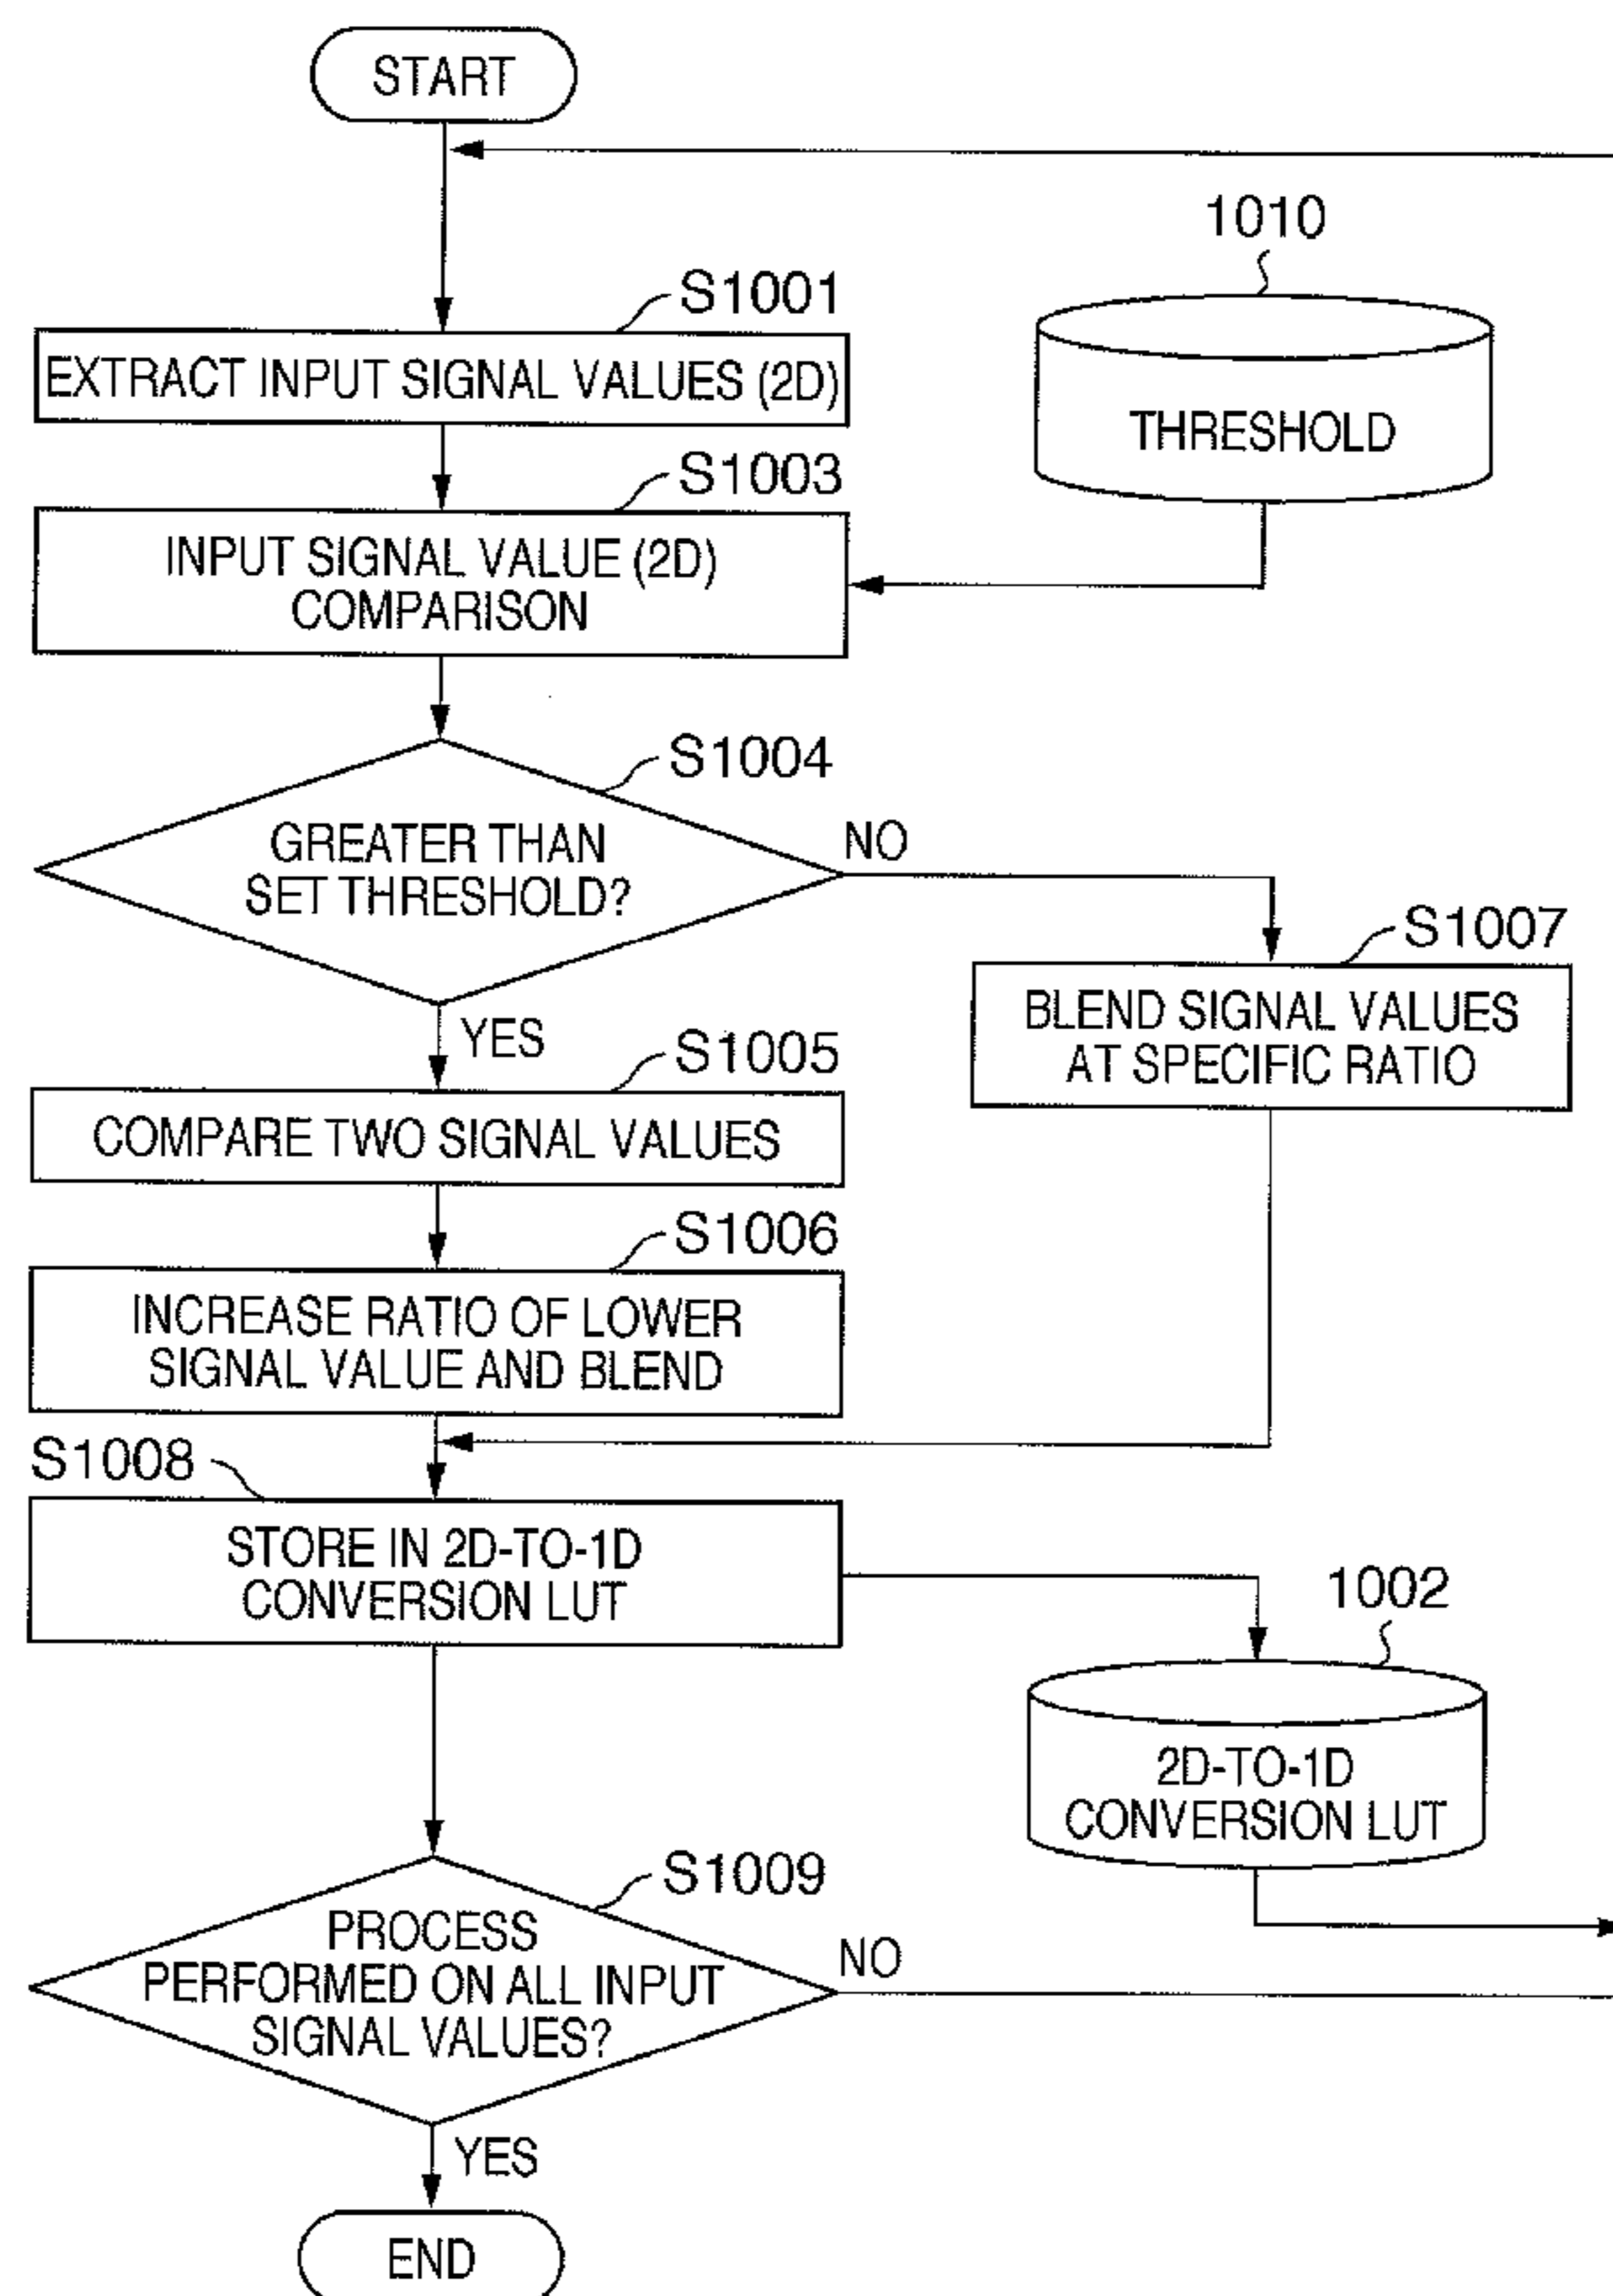 START
1010
S1001
EXTRACT INPUT SIGNAL VALUES (2D)
THRESHOLD
S1003
INPUT SIGNAL VALUE (2D)
COMPARISON
S1004
GREATER THAN
SET THRESHOLD?
NO
S1007
BLEND SIGNAL VALUES
AT SPECIFIC RATIO
YES
S1005
COMPARE TWO SIGNAL VALUES
S1006
INCREASE RATIO OF LOWER
SIGNAL VALUE AND BLEND
S1008
STORE IN 2D-TO-1D
CONVERSION LUT
1002
2D-TO-1D
CONVERSION LUT
S1009
PROCESS
PERFORMED ON ALL INPUT
SIGNAL VALUES?
NO
YES
END